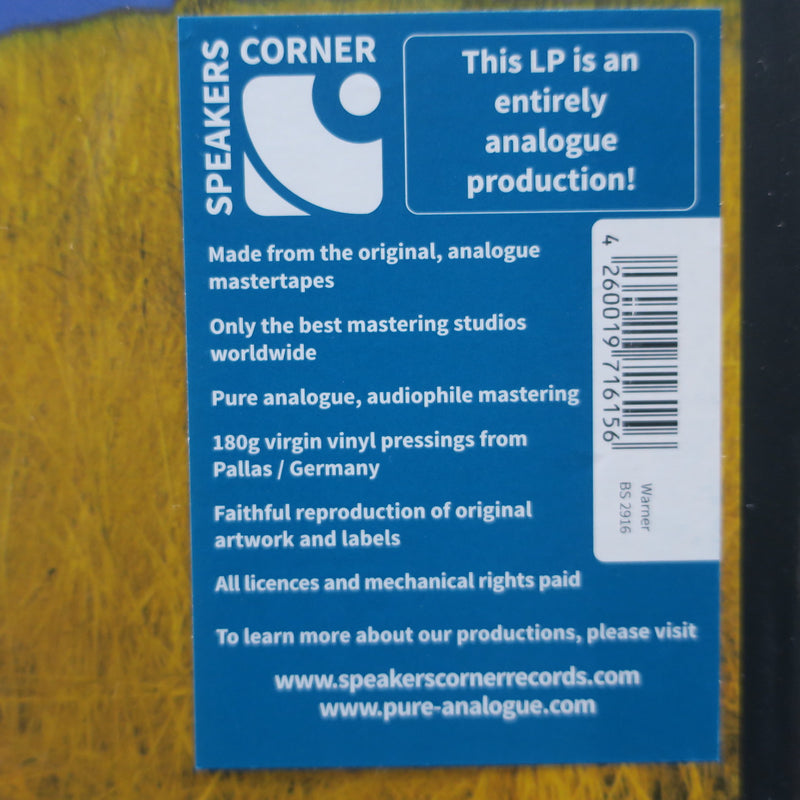 SPEAKERS CORNER
This LP is an
entirely
analogue
production!
Made from the original, analogue
mastertapes
Only the best mastering studios
worldwide
Pure analogue, audiophile mastering
180g virgin vinyl pressings from
Pallas / Germany
Faithful reproduction of original
artwork and labels
All licences and mechanical rights paid
To learn more about our productions, please visit
www.speakerscornerrecords.com
www.pure-analogue.com
4 260019 716156
Warner
BS 2916